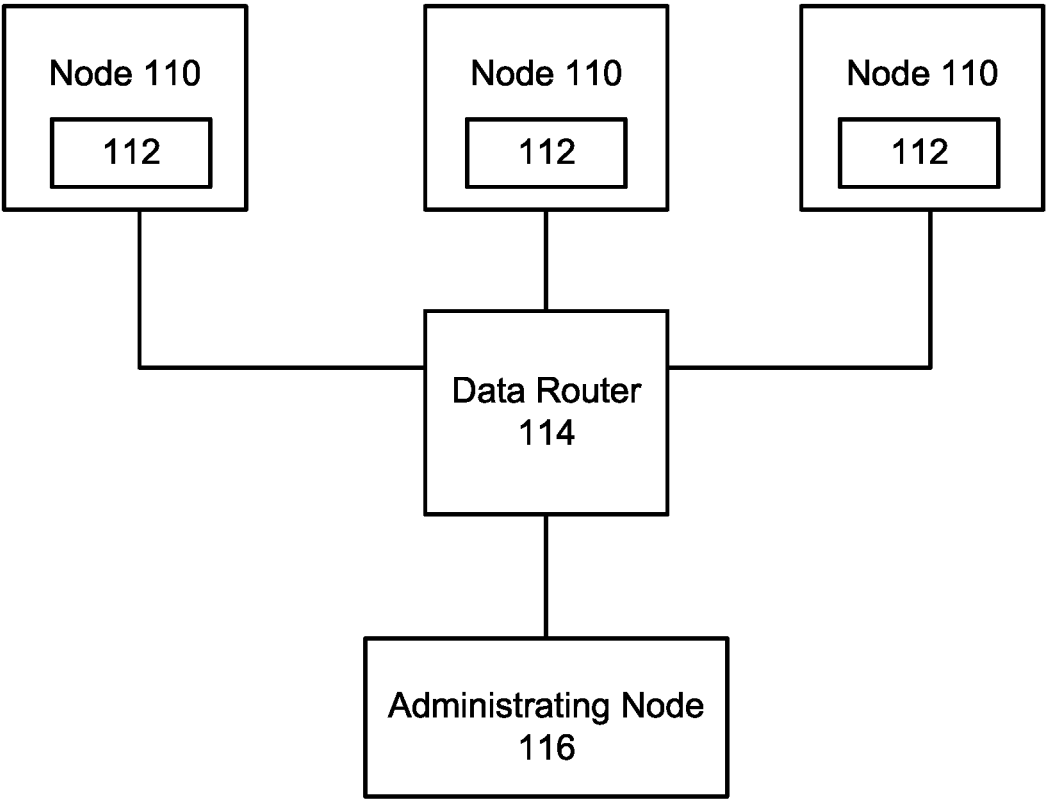 Node 110
112
Node 110
112
Node 110
112
Data Router
114
Administrating Node
116